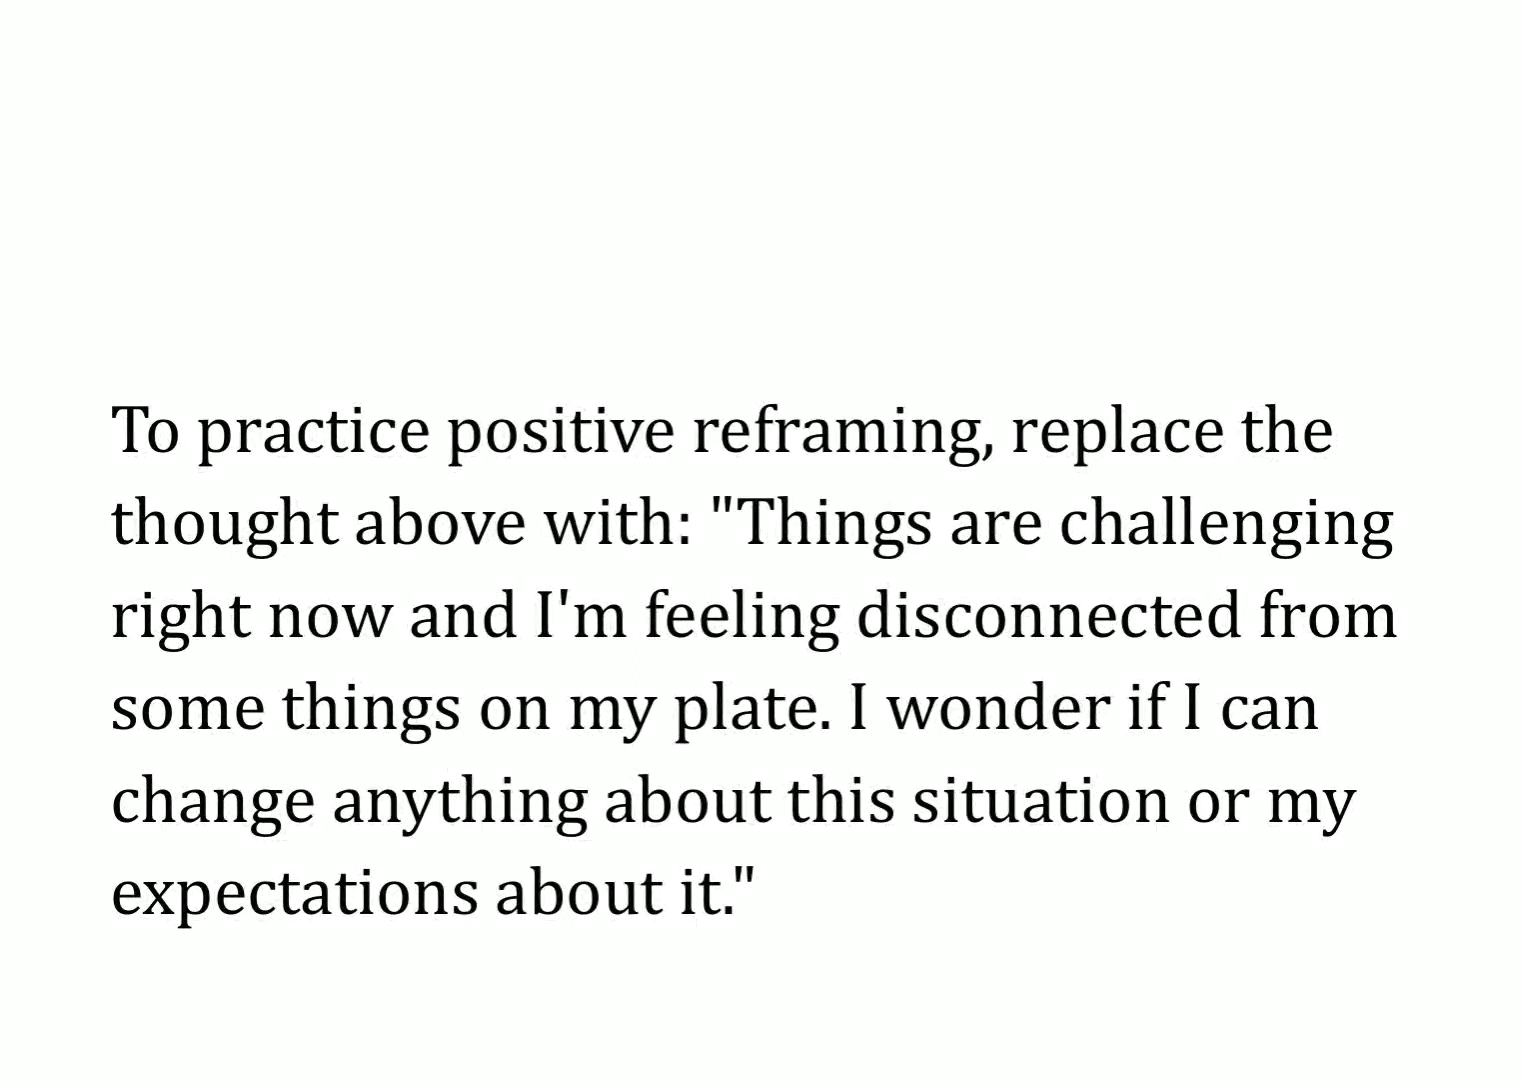 To practice positive reframing, replace the
thought above with: "Things are challenging
right now and I'm feeling disconnected from
some things on my plate. I wonder if I can
change anything about this situation or my
expectations about it."